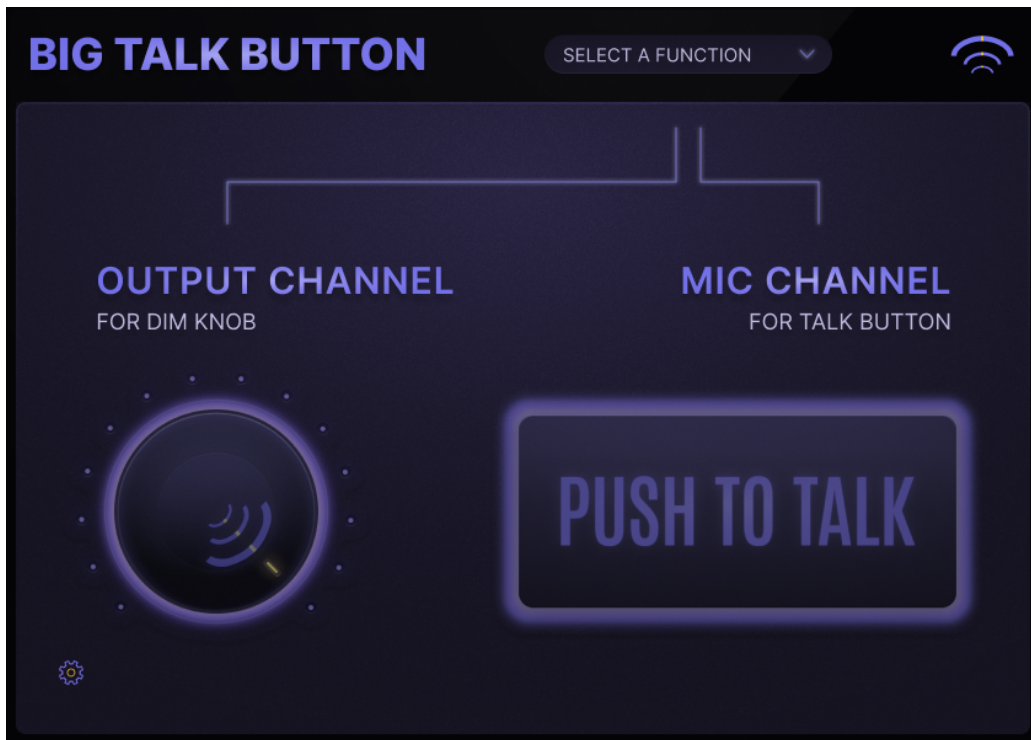 BIG TALK BUTTON
SELECT A FUNCTION
OUTPUT CHANNEL
FOR DIM KNOB
MIC CHANNEL
FOR TALK BUTTON
PUSH TO TALK